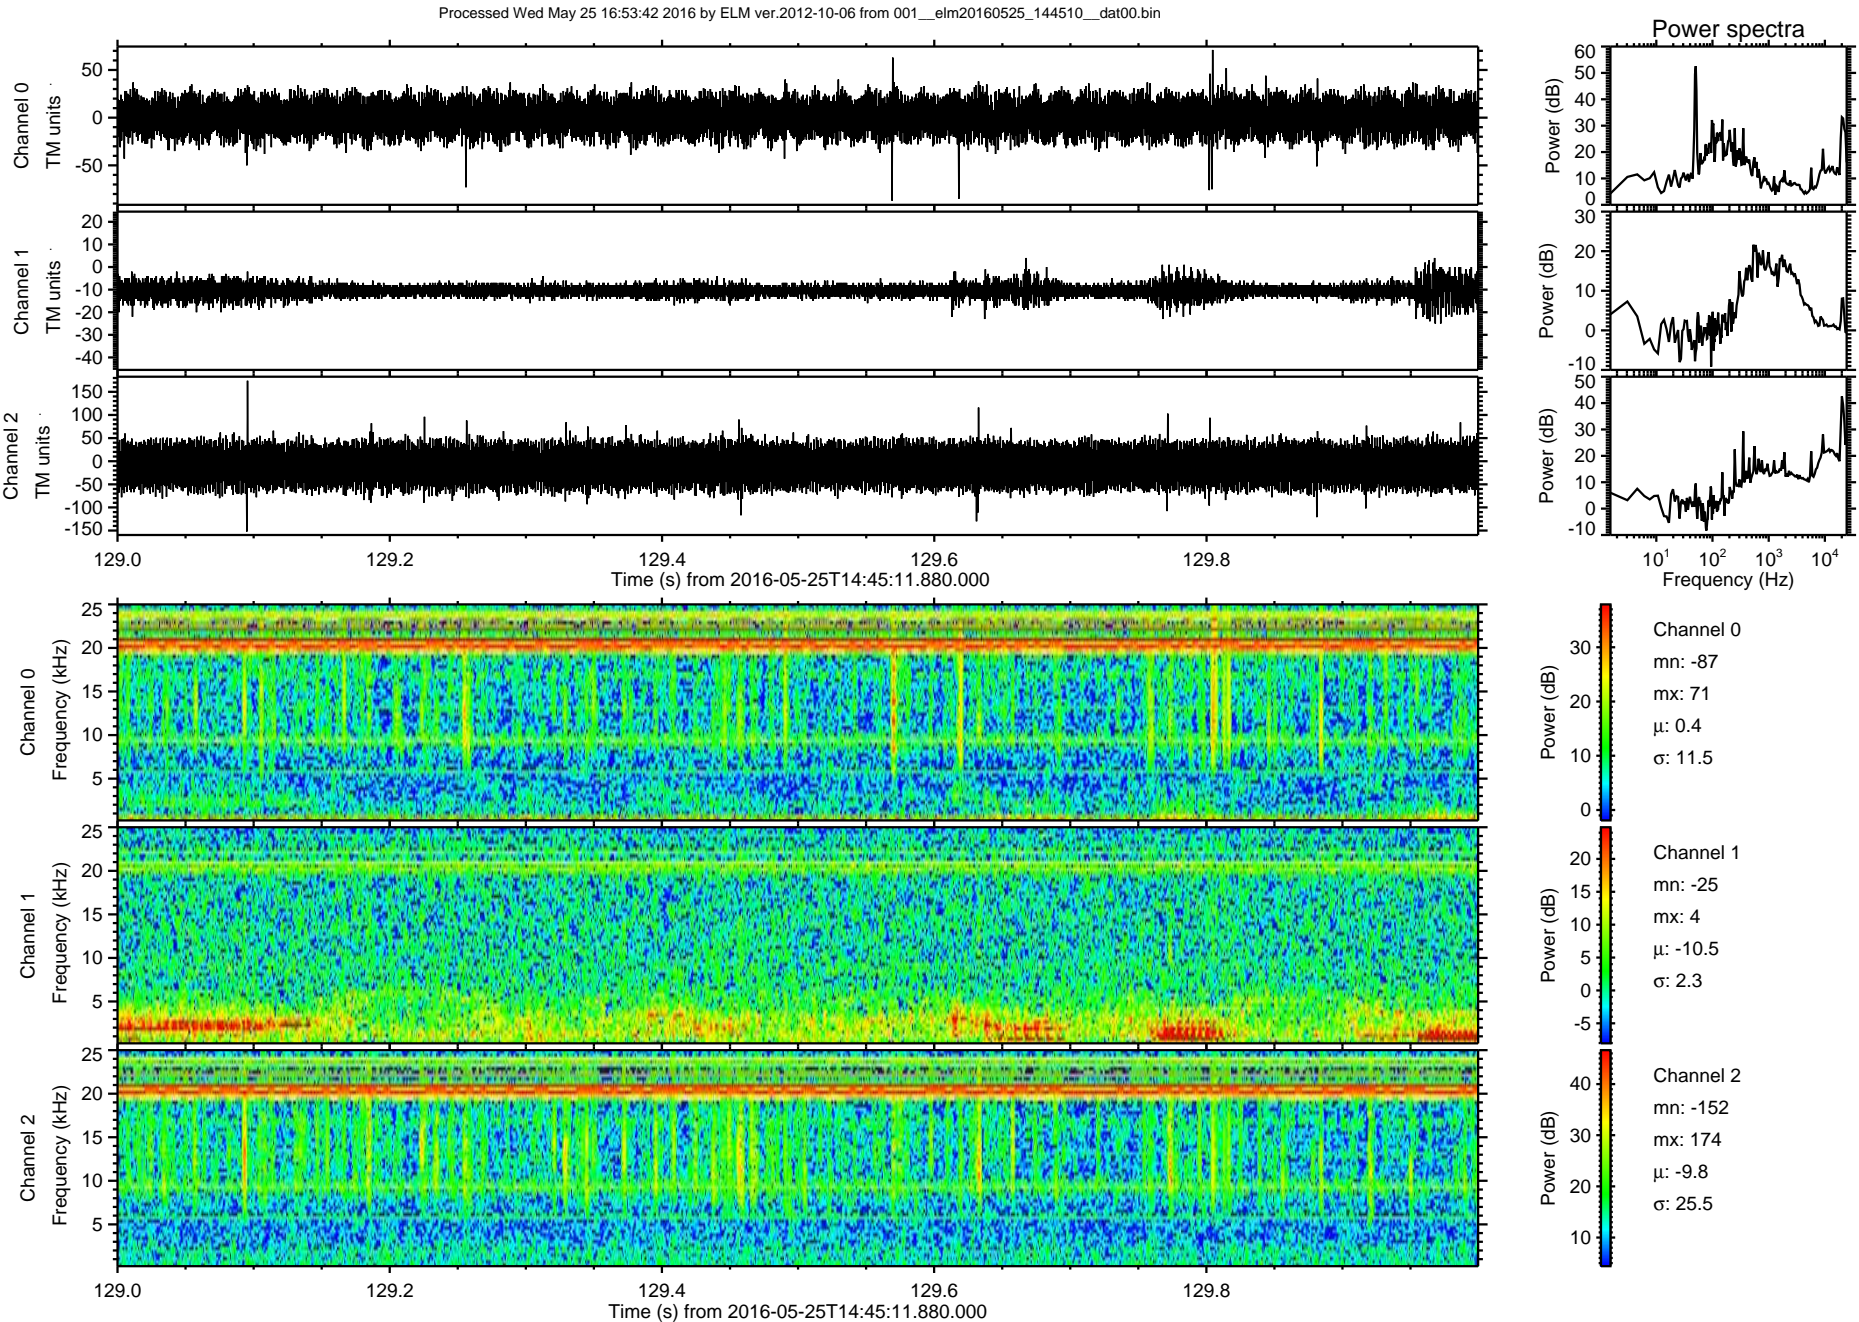 Processed Wed May 25 16:53:42 2016 by ELM ver.2012-10-06 from 001__elm20160525_144510__dat00.bin
Power spectra
Channel 0
TM units
50
0
-50
Power (dB)
60
50
40
30
20
10
0
Channel 1
TM units
20
10
0
-10
-20
-30
-40
Power (dB)
30
20
10
0
-10
Channel 2
TM units
150
100
50
0
-50
-100
-150
Power (dB)
50
40
30
20
10
0
-10
129.0 129.2 129.4 129.6 129.8
Time (s) from 2016-05-25T14:45:11.880.000
10^1 10^2 10^3 10^4
Frequency (Hz)
Channel 0
Frequency (kHz)
25
20
15
10
5
Power (dB)
30
20
10
0
Channel 0
mn: -87
mx: 71
μ: 0.4
σ: 11.5
Channel 1
Frequency (kHz)
25
20
15
10
5
Power (dB)
20
15
10
5
0
-5
Channel 1
mn: -25
mx: 4
μ: -10.5
σ: 2.3
Channel 2
Frequency (kHz)
25
20
15
10
5
Power (dB)
40
30
20
10
Channel 2
mn: -152
mx: 174
μ: -9.8
σ: 25.5
129.0 129.2 129.4 129.6 129.8
Time (s) from 2016-05-25T14:45:11.880.000